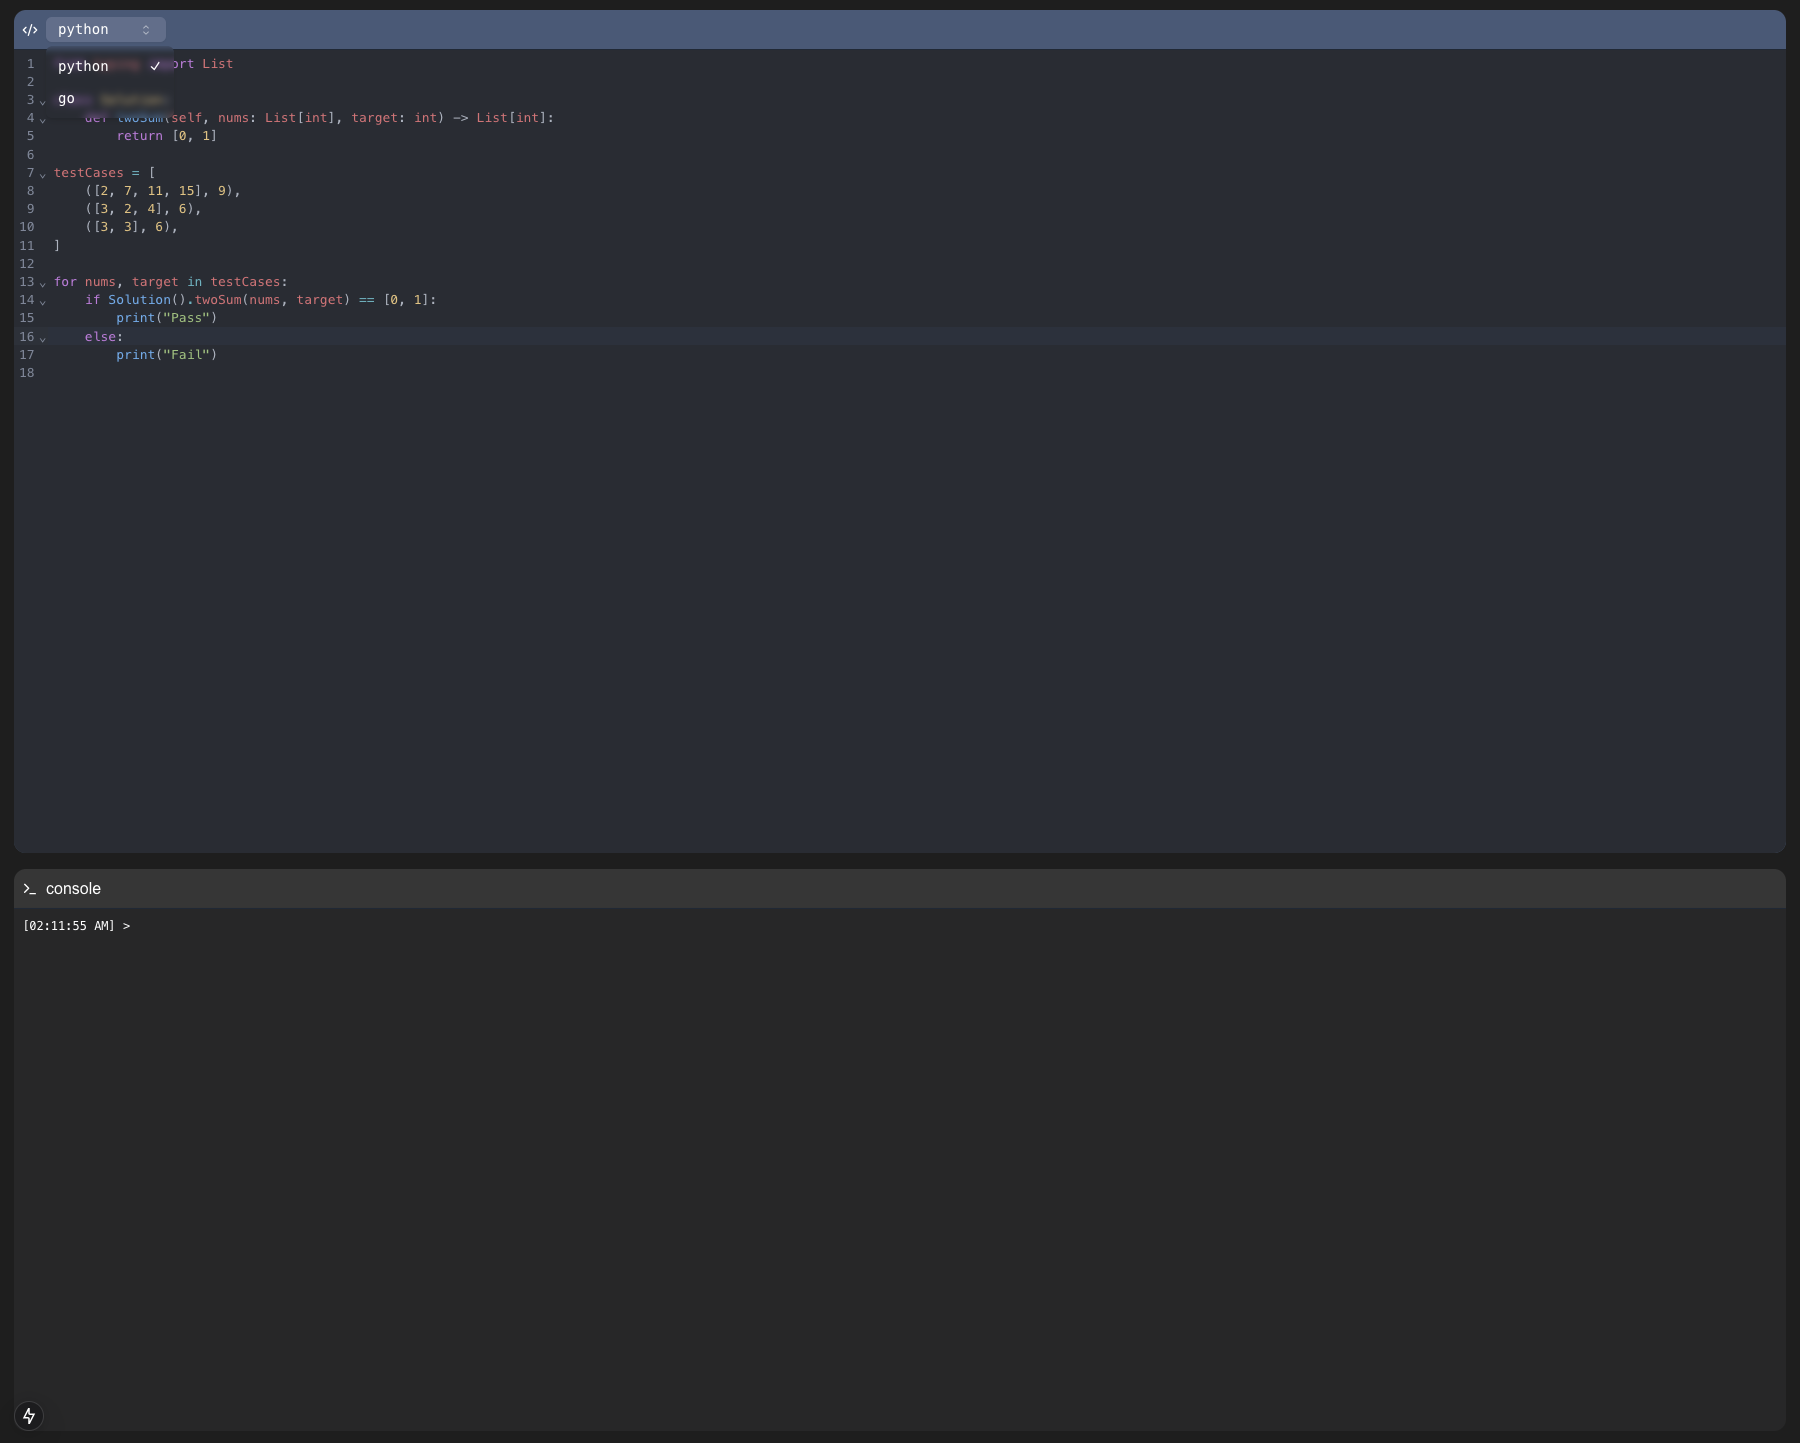 python
python
go
1 ort List
2
3
4 def twoSum(self, nums: List[int], target: int) -> List[int]:
5 return [0, 1]
6
7 testCases = [
8 ([2, 7, 11, 15], 9),
9 ([3, 2, 4], 6),
10 ([3, 3], 6),
11 ]
12
13 for nums, target in testCases:
14 if Solution().twoSum(nums, target) == [0, 1]:
15 print("Pass")
16 else:
17 print("Fail")
18
>_ console
[02:11:55 AM] >